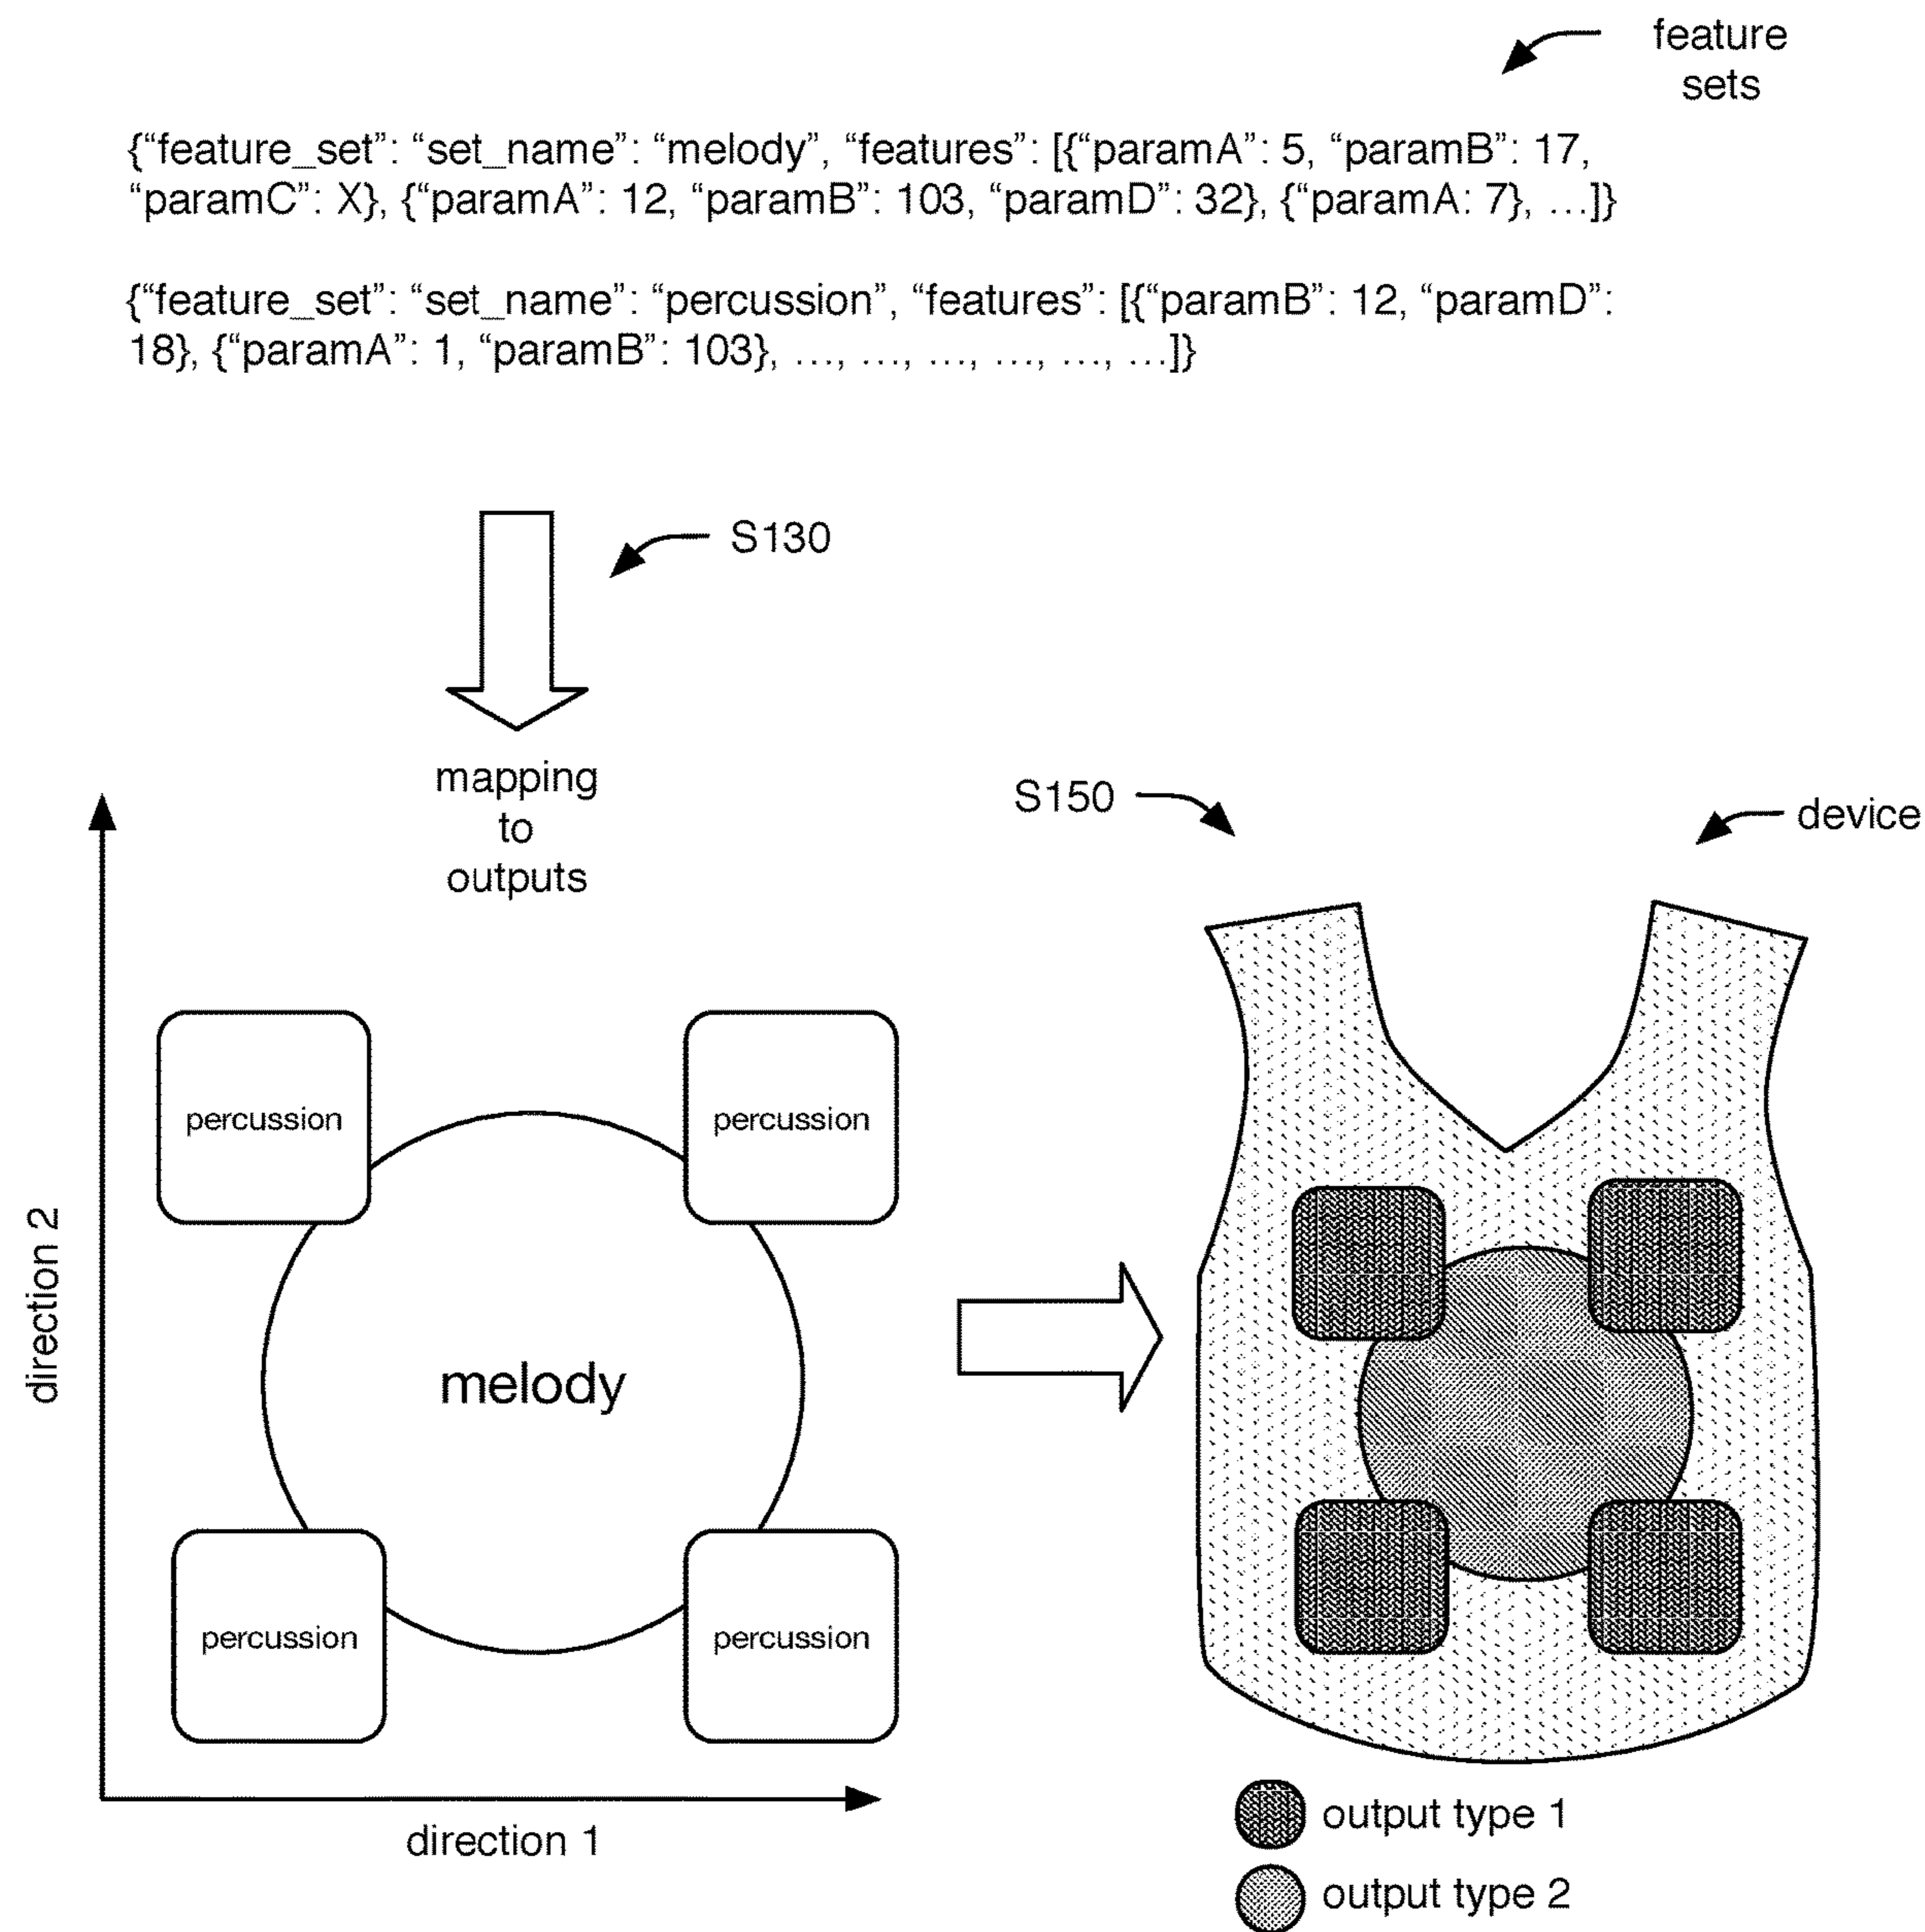 feature
sets
{“feature_set”: “set_name”: “melody”, “features”: [{“paramA”: 5, “paramB”: 17,
“paramC”: X}, {“paramA”: 12, “paramB”: 103, “paramD”: 32}, {“paramA: 7}, …]}
{“feature_set”: “set_name”: “percussion”, “features”: [{“paramB”: 12, “paramD”:
18}, {“paramA”: 1, “paramB”: 103}, …, …, …, …, …, …]}
S130
mapping
to
outputs
S150
device
percussion
percussion
direction 2
melody
percussion
percussion
direction 1
output type 1
output type 2